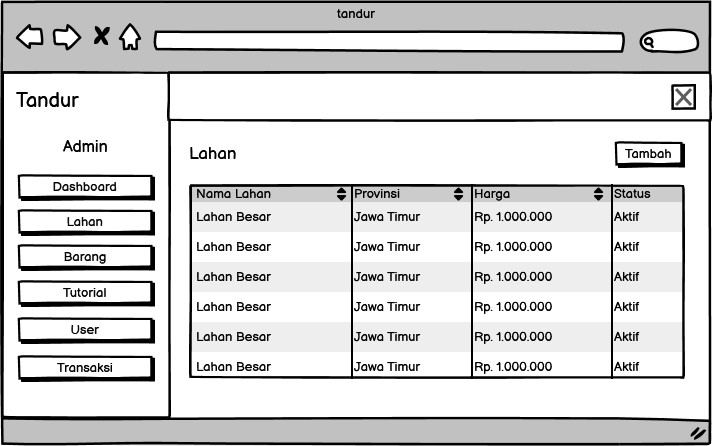 tandur
Tandur
Admin
Dashboard
Lahan
Barang
Tutorial
User
Transaksi
Lahan
Tambah
Nama Lahan Provinsi Harga Status
Lahan Besar Jawa Timur Rp. 1.000.000 Aktif
Lahan Besar Jawa Timur Rp. 1.000.000 Aktif
Lahan Besar Jawa Timur Rp. 1.000.000 Aktif
Lahan Besar Jawa Timur Rp. 1.000.000 Aktif
Lahan Besar Jawa Timur Rp. 1.000.000 Aktif
Lahan Besar Jawa Timur Rp. 1.000.000 Aktif